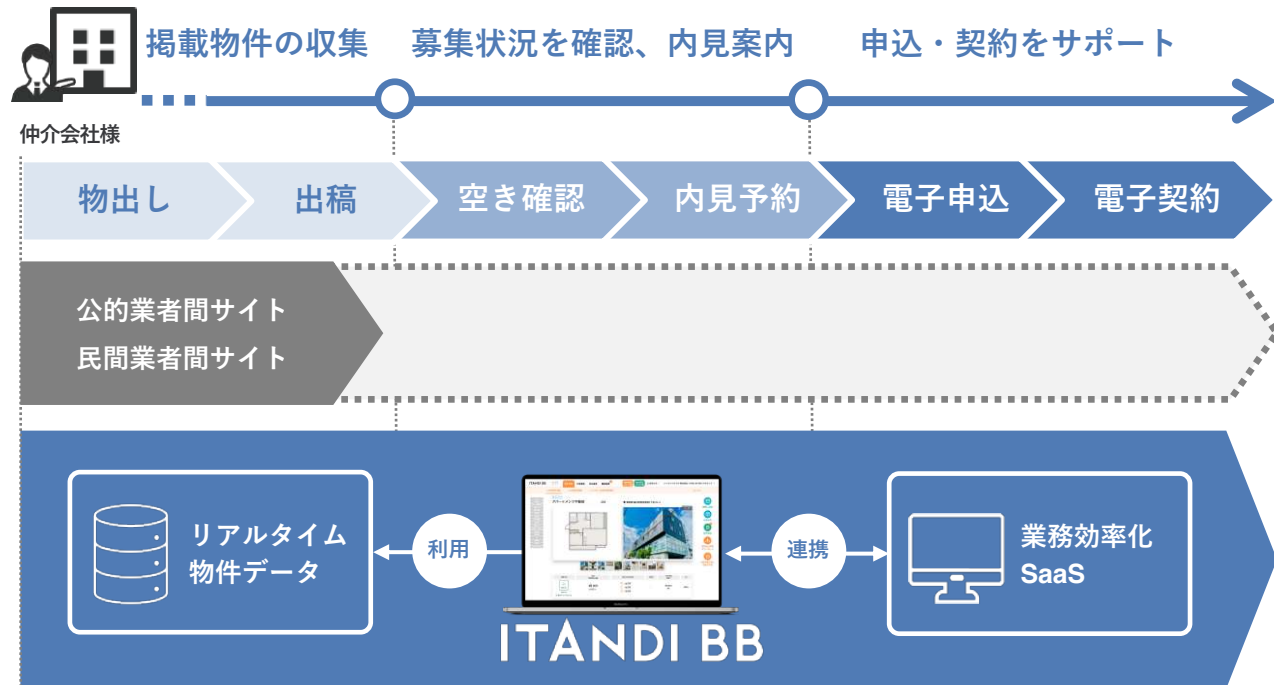 掲載物件の収集
募集状況を確認、内見案内
申込・契約をサポート
仲介会社様
物出し
出稿
空き確認
内見予約
電子申込
電子契約
公的業者間サイト
民間業者間サイト
リアルタイム
物件データ
利用
連携
業務効率化
SaaS
ITANDI BB